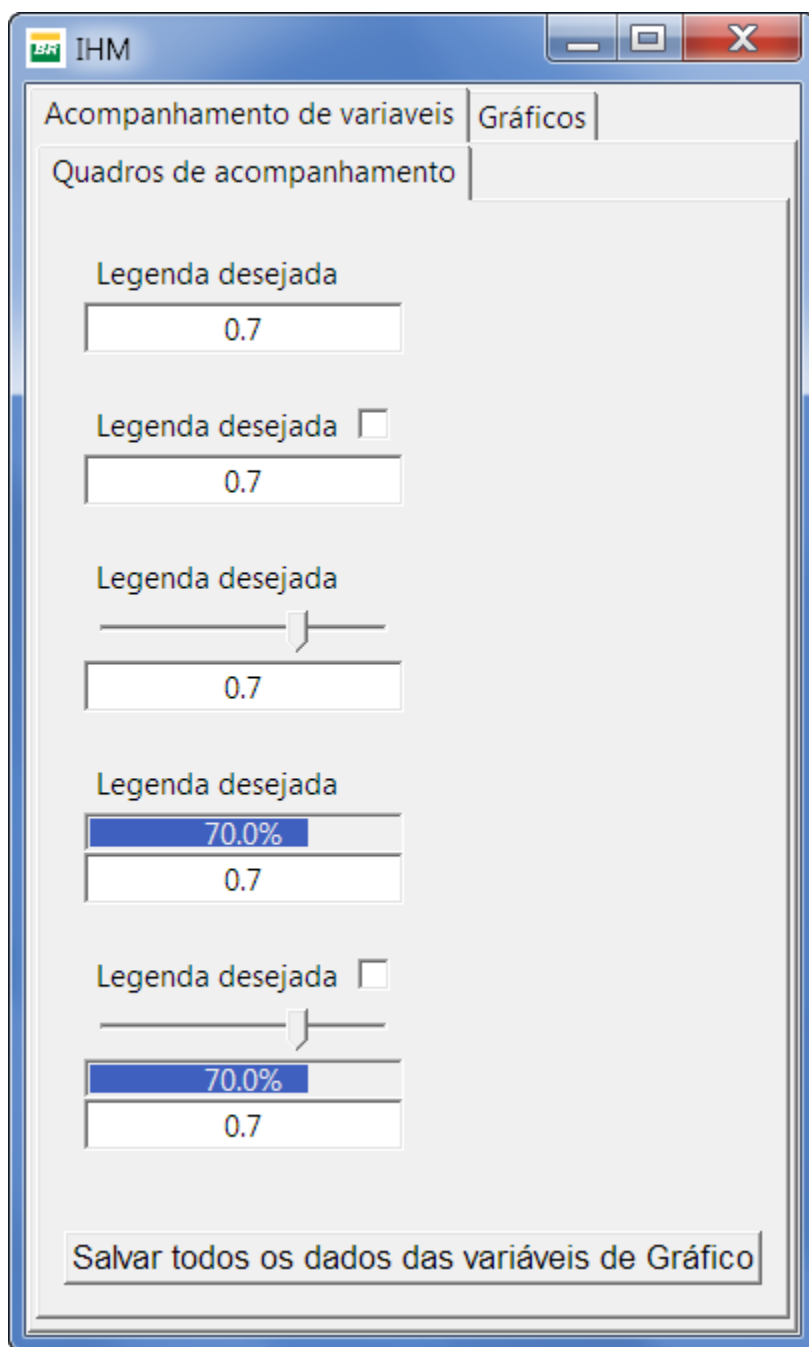 BR IHM
Acompanhamento de variaveis Gráficos
Quadros de acompanhamento
Legenda desejada
0.7
Legenda desejada
0.7
Legenda desejada
0.7
Legenda desejada
70.0%
0.7
Legenda desejada
70.0%
0.7
Salvar todos os dados das variáveis de Gráfico